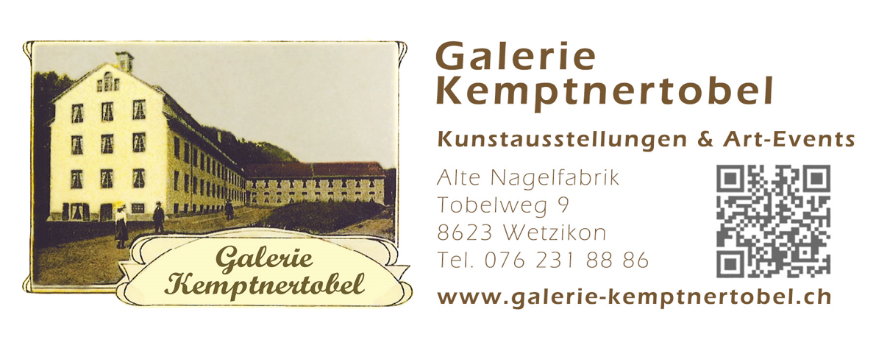 Galerie
Kemptnertobel
Galerie
Kemptnertobel
Kunstausstellungen & Art-Events
Alte Nagelfabrik
Tobelweg 9
8623 Wetzikon
Tel. 076 231 88 86
www.galerie-kemptnertobel.ch